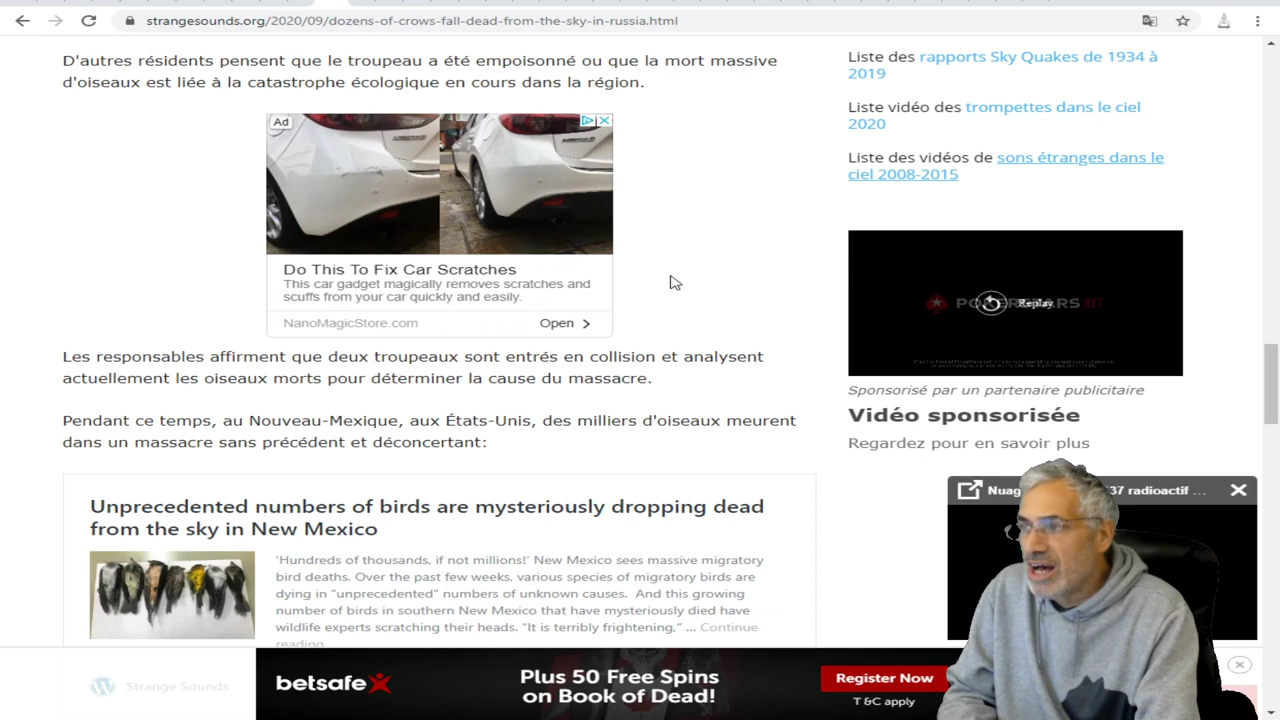 strangesounds.org/2020/09/dozens-of-crows-fall-dead-from-the-sky-in-russia.html
D'autres résidents pensent que le troupeau a été empoisonné ou que la mort massive
d'oiseaux est liée à la catastrophe écologique en cours dans la région.
Ad
Do This To Fix Car Scratches
This car gadget magically removes scratches and
scuffs from your car quickly and easily.
NanoMagicStore.com
Open
Les responsables affirment que deux troupeaux sont entrés en collision et analysent
actuellement les oiseaux morts pour déterminer la cause du massacre.
Pendant ce temps, au Nouveau-Mexique, aux États-Unis, des milliers d'oiseaux meurent
dans un massacre sans précédent et déconcertant:
Unprecedented numbers of birds are mysteriously dropping dead
from the sky in New Mexico
‘Hundreds of thousands, if not millions!’ New Mexico sees massive migratory
bird deaths. Over the past few weeks, various species of migratory birds are
dying in “unprecedented” numbers of unknown causes. And this growing
number of birds in southern New Mexico that have mysteriously died have
wildlife experts scratching their heads. “It is terribly frightening,” ... Continue
reading
Strange Sounds
Liste des rapports Sky Quakes de 1934 à
2019
Liste vidéo des trompettes dans le ciel
2020
Liste des vidéos de sons étranges dans le
ciel 2008-2015
Replay
Sponsorisé par un partenaire publicitaire
Vidéo sponsorisée
Regardez pour en savoir plus
37 radioactif ...
betsafe
Plus 50 Free Spins
on Book of Dead!
Register Now
T & C apply